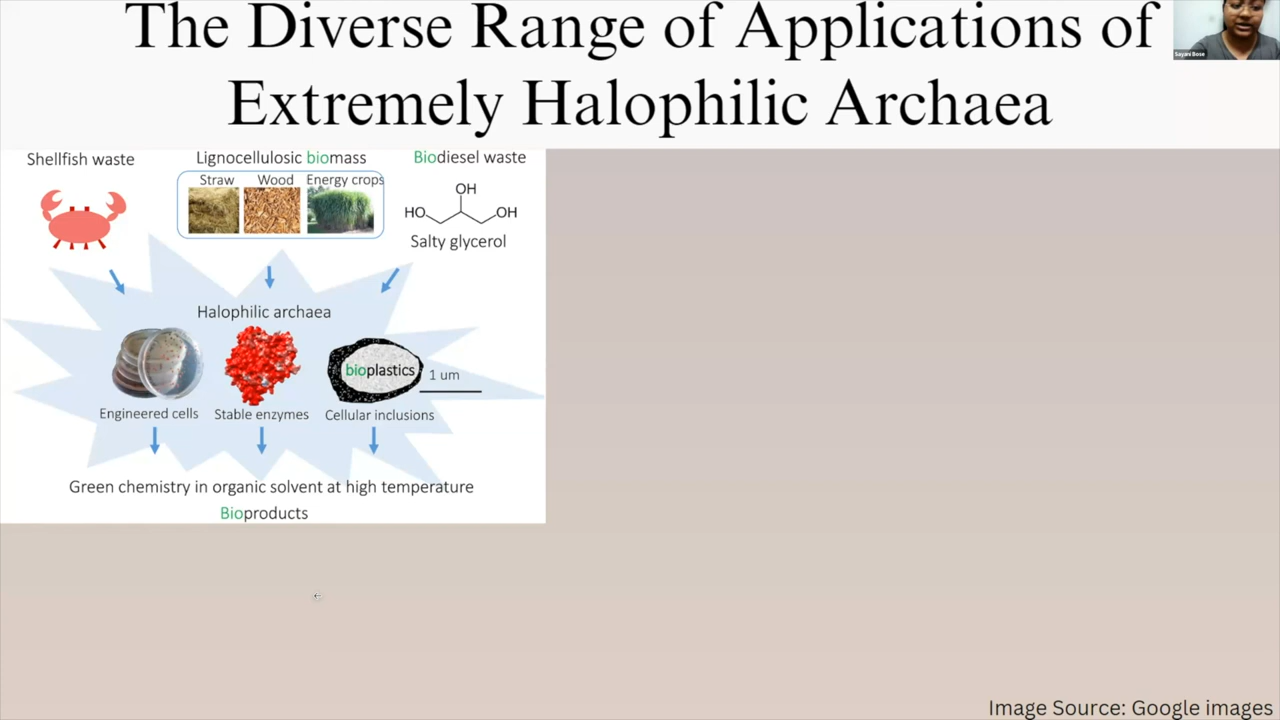 The Diverse Range of Applications of
Extremely Halophilic Archaea
Sayani Bose
Shellfish waste
Lignocellulosic biomass
Biodiesel waste
Straw Wood Energy crops
OH
HO OH
Salty glycerol
Halophilic archaea
bioplastics
1 um
Engineered cells Stable enzymes Cellular inclusions
Green chemistry in organic solvent at high temperature
Bioproducts
Image Source: Google images